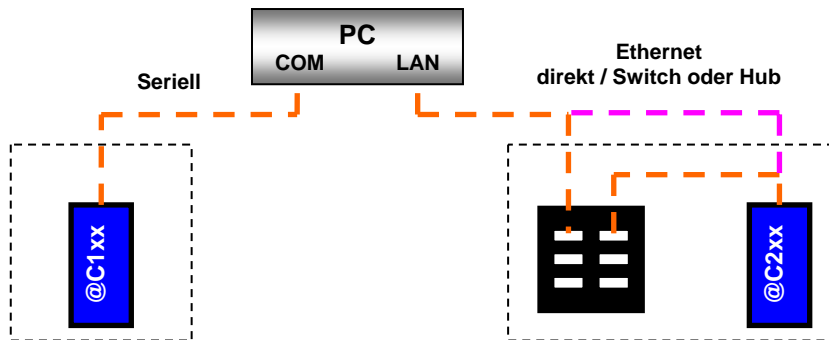 PC
COM LAN
Seriell
Ethernet
direkt / Switch oder Hub
@C1xx
@C2xx